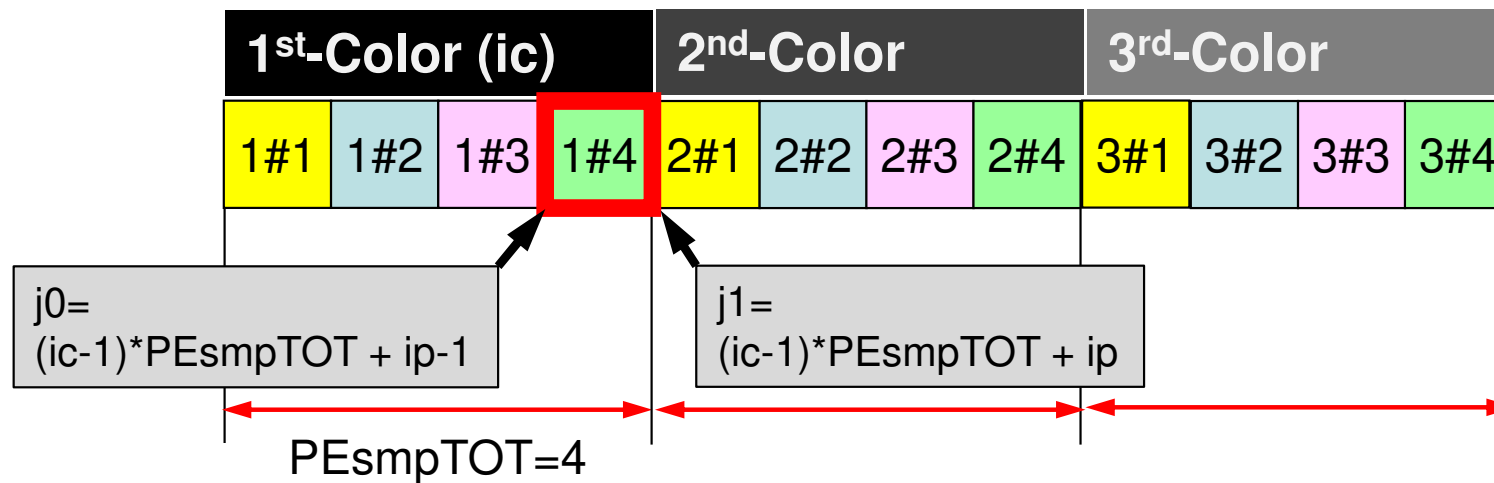 1st-Color (ic) 2nd-Color 3rd-Color
1#1 1#2 1#3 1#4 2#1 2#2 2#3 2#4 3#1 3#2 3#3 3#4
j0=
(ic-1)*PEsmpTOT + ip-1
j1=
(ic-1)*PEsmpTOT + ip
PEsmpTOT=4